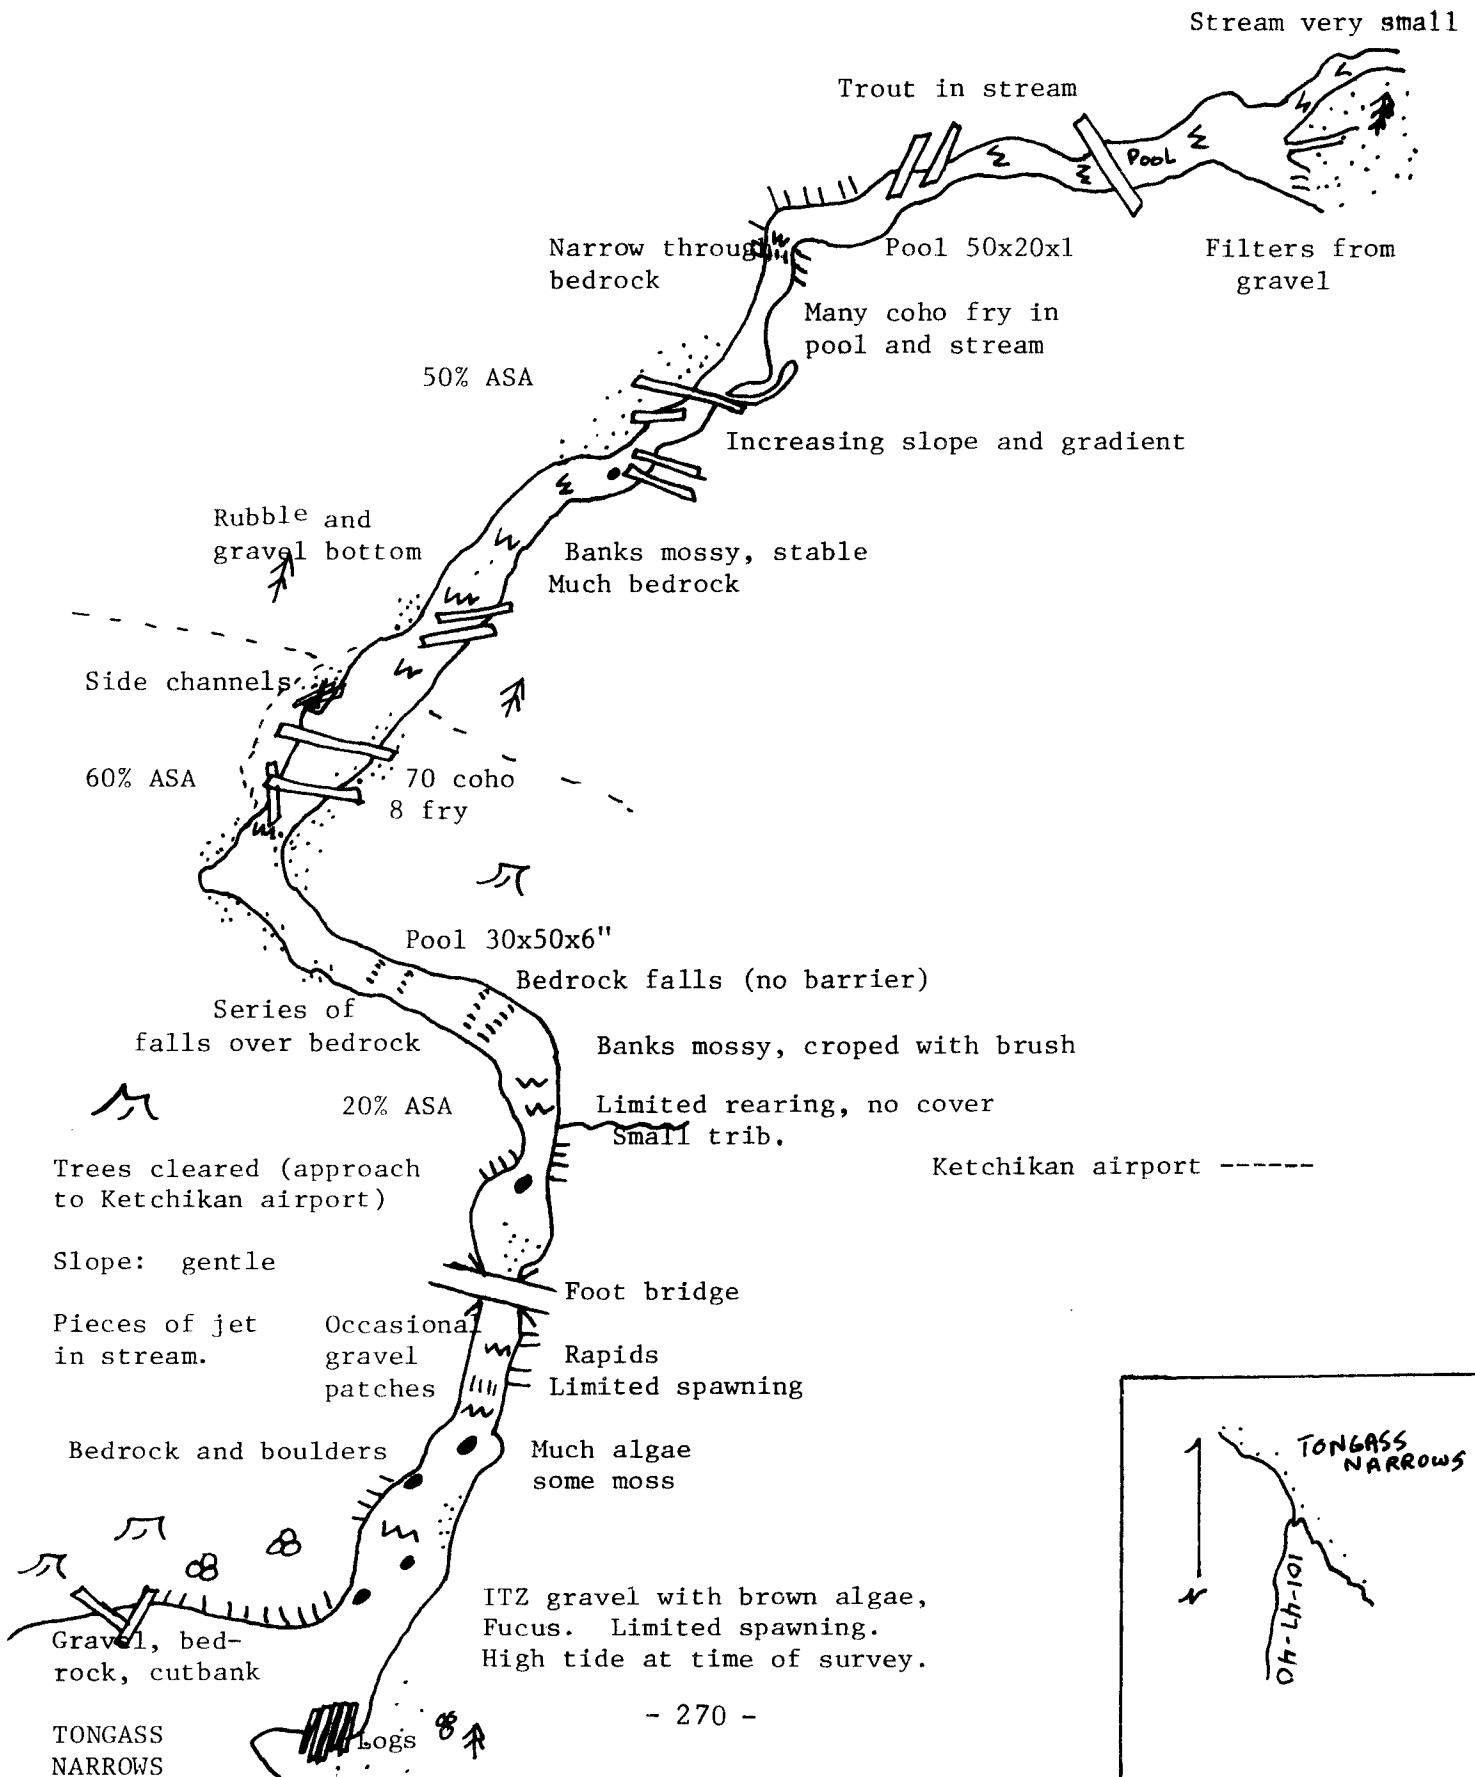 Stream very small
Trout in stream
POOL
Narrow through
bedrock
Pool 50x20x1
Filters from
gravel
Many coho fry in
pool and stream
50% ASA
Increasing slope and gradient
Rubble and
gravel bottom
Banks mossy, stable
Much bedrock
Side channels
60% ASA
70 coho
8 fry
Pool 30x50x6"
Bedrock falls (no barrier)
Series of
falls over bedrock
Banks mossy, croped with brush
20% ASA
Limited rearing, no cover
Small trib.
Trees cleared (approach
to Ketchikan airport)
Ketchikan airport ------
Slope: gentle
Foot bridge
Pieces of jet
in stream.
Occasional
gravel
patches
Rapids
Limited spawning
Bedrock and boulders
Much algae
some moss
TONGASS
NARROWS
N
101-47-40
ITZ gravel with brown algae,
Fucus. Limited spawning.
High tide at time of survey.
Gravel, bed-
rock, cutbank
- 270 -
TONGASS
NARROWS
Logs